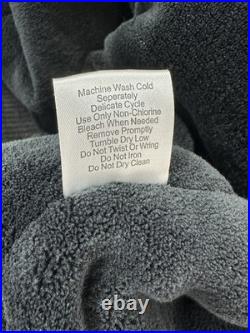 Machine Wash Cold
Seperately
Delicate Cycle
Use Only Non-Chlorine
Bleach When Needed
Remove Promptly
Tumble Dry Low
Do Not Twist or Wring
Do Not Iron
Do Not Dry Clean